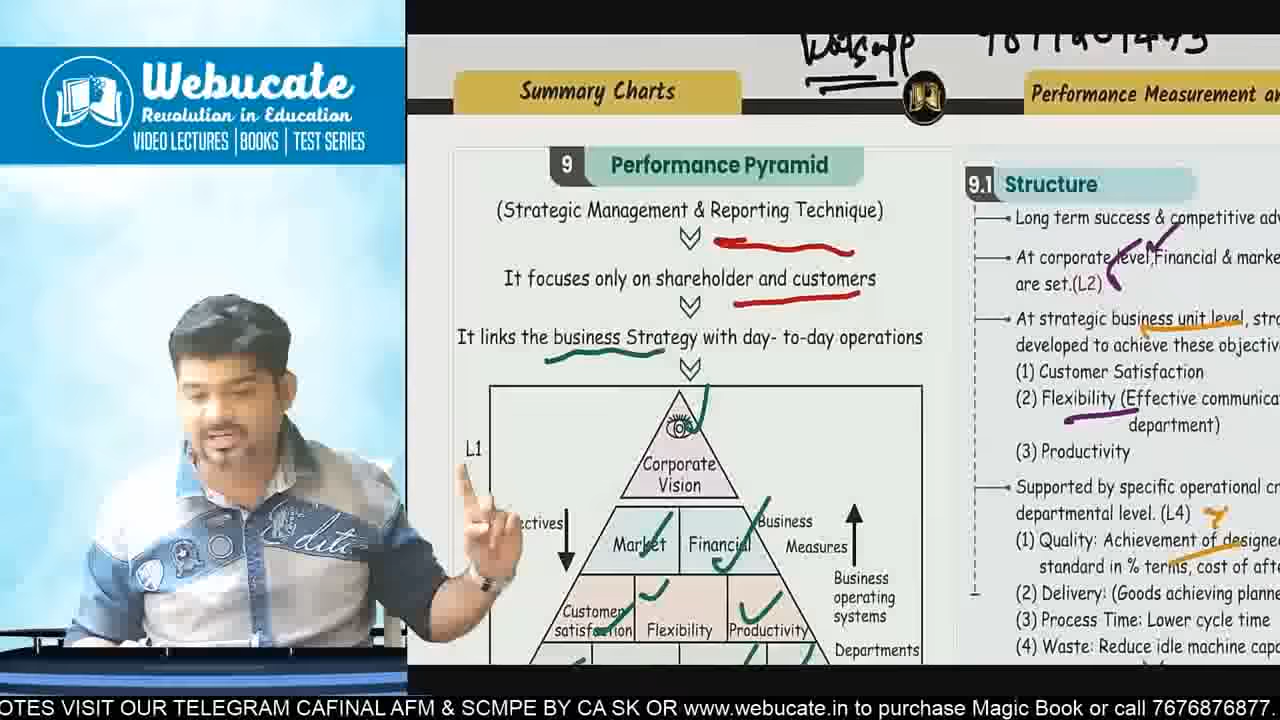 Webucate
Revolution in Education
VIDEO LECTURES | BOOKS | TEST SERIES
Watsapp
Summary Charts
Performance Measurement an
9 Performance Pyramid
(Strategic Management & Reporting Technique)
It focuses only on shareholder and customers
It links the business Strategy with day- to-day operations
L1
Corporate
Vision
ectives
Market
Financial
Business
Measures
Customer
satisfaction
Flexibility
Productivity
Business
operating
systems
Departments
9.1 Structure
Long term success & competitive adv
At corporate level,Financial & marke
are set.(L2)
At strategic business unit level, stra
developed to achieve these objectiv
(1) Customer Satisfaction
(2) Flexibility (Effective communica
department)
(3) Productivity
Supported by specific operational cr
departmental level. (L4)
(1) Quality: Achievement of designe
standard in % terms, cost of afte
(2) Delivery: (Goods achieving planne
(3) Process Time: Lower cycle time
(4) Waste: Reduce idle machine capa
OTES VISIT OUR TELEGRAM CAFINAL AFM & SCMPE BY CA SK OR www.webucate.in to purchase Magic Book or call 7676876877.